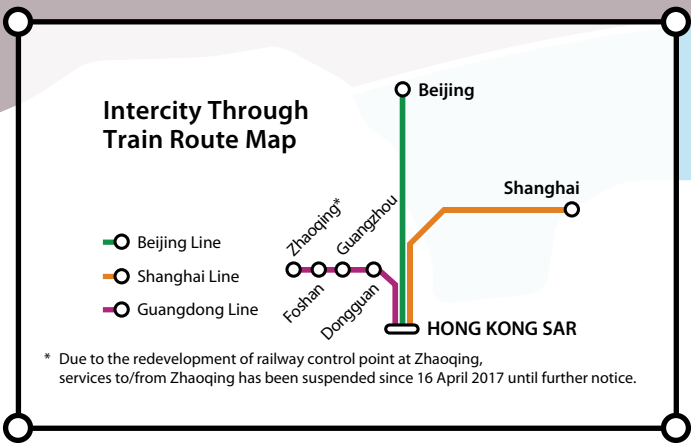 Intercity Through
Train Route Map
Beijing
Shanghai
Zhaoqing*
Guangzhou
Foshan
Dongguan
Beijing Line
Shanghai Line
Guangdong Line
HONG KONG SAR
* Due to the redevelopment of railway control point at Zhaoqing,
services to/from Zhaoqing has been suspended since 16 April 2017 until further notice.